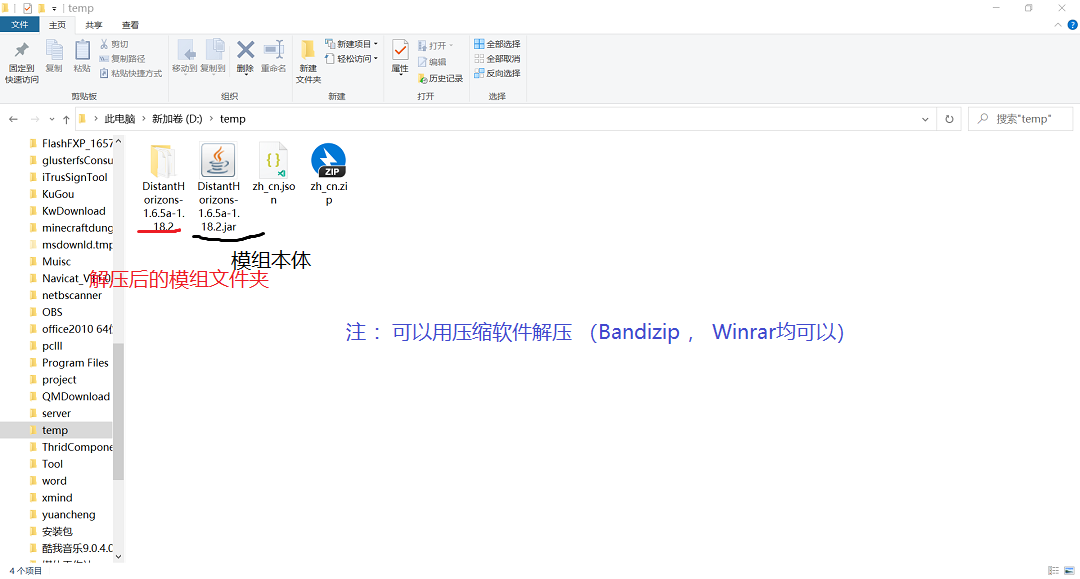 temp
文件
主页
共享
查看
固定到
快速访问
复制
粘贴
剪切
复制路径
粘贴快捷方式
剪贴板
移动到
复制到
删除
重命名
组织
新建
文件夹
新建项目
轻松访问
新建
属性
打开
编辑
历史记录
打开
全部选择
全部取消
反向选择
选择
此电脑 > 新加卷 (D:) > temp
搜索"temp"
FlashFXP_1657
glusterfsConsu
iTrusSignTool
KuGou
KwDownload
minecraftdung
msdownld.tmp
Muisc
Navicat_V
netbscanner
OBS
office2010 64
pclll
Program Files
project
QMDownload
server
temp
ThridCompone
Tool
word
xmind
yuancheng
安装包
酷我音乐9.0.4.0
DistantH
orizons-
1.6.5a-1.
18.2
DistantH
orizons-
1.6.5a-1.
18.2.jar
zh_cn.jso
n
ZIP
zh_cn.zi
p
模组本体
解压后的模组文件夹
注： 可以用压缩软件解压 （Bandizip ， Winrar均可以）
4 个项目